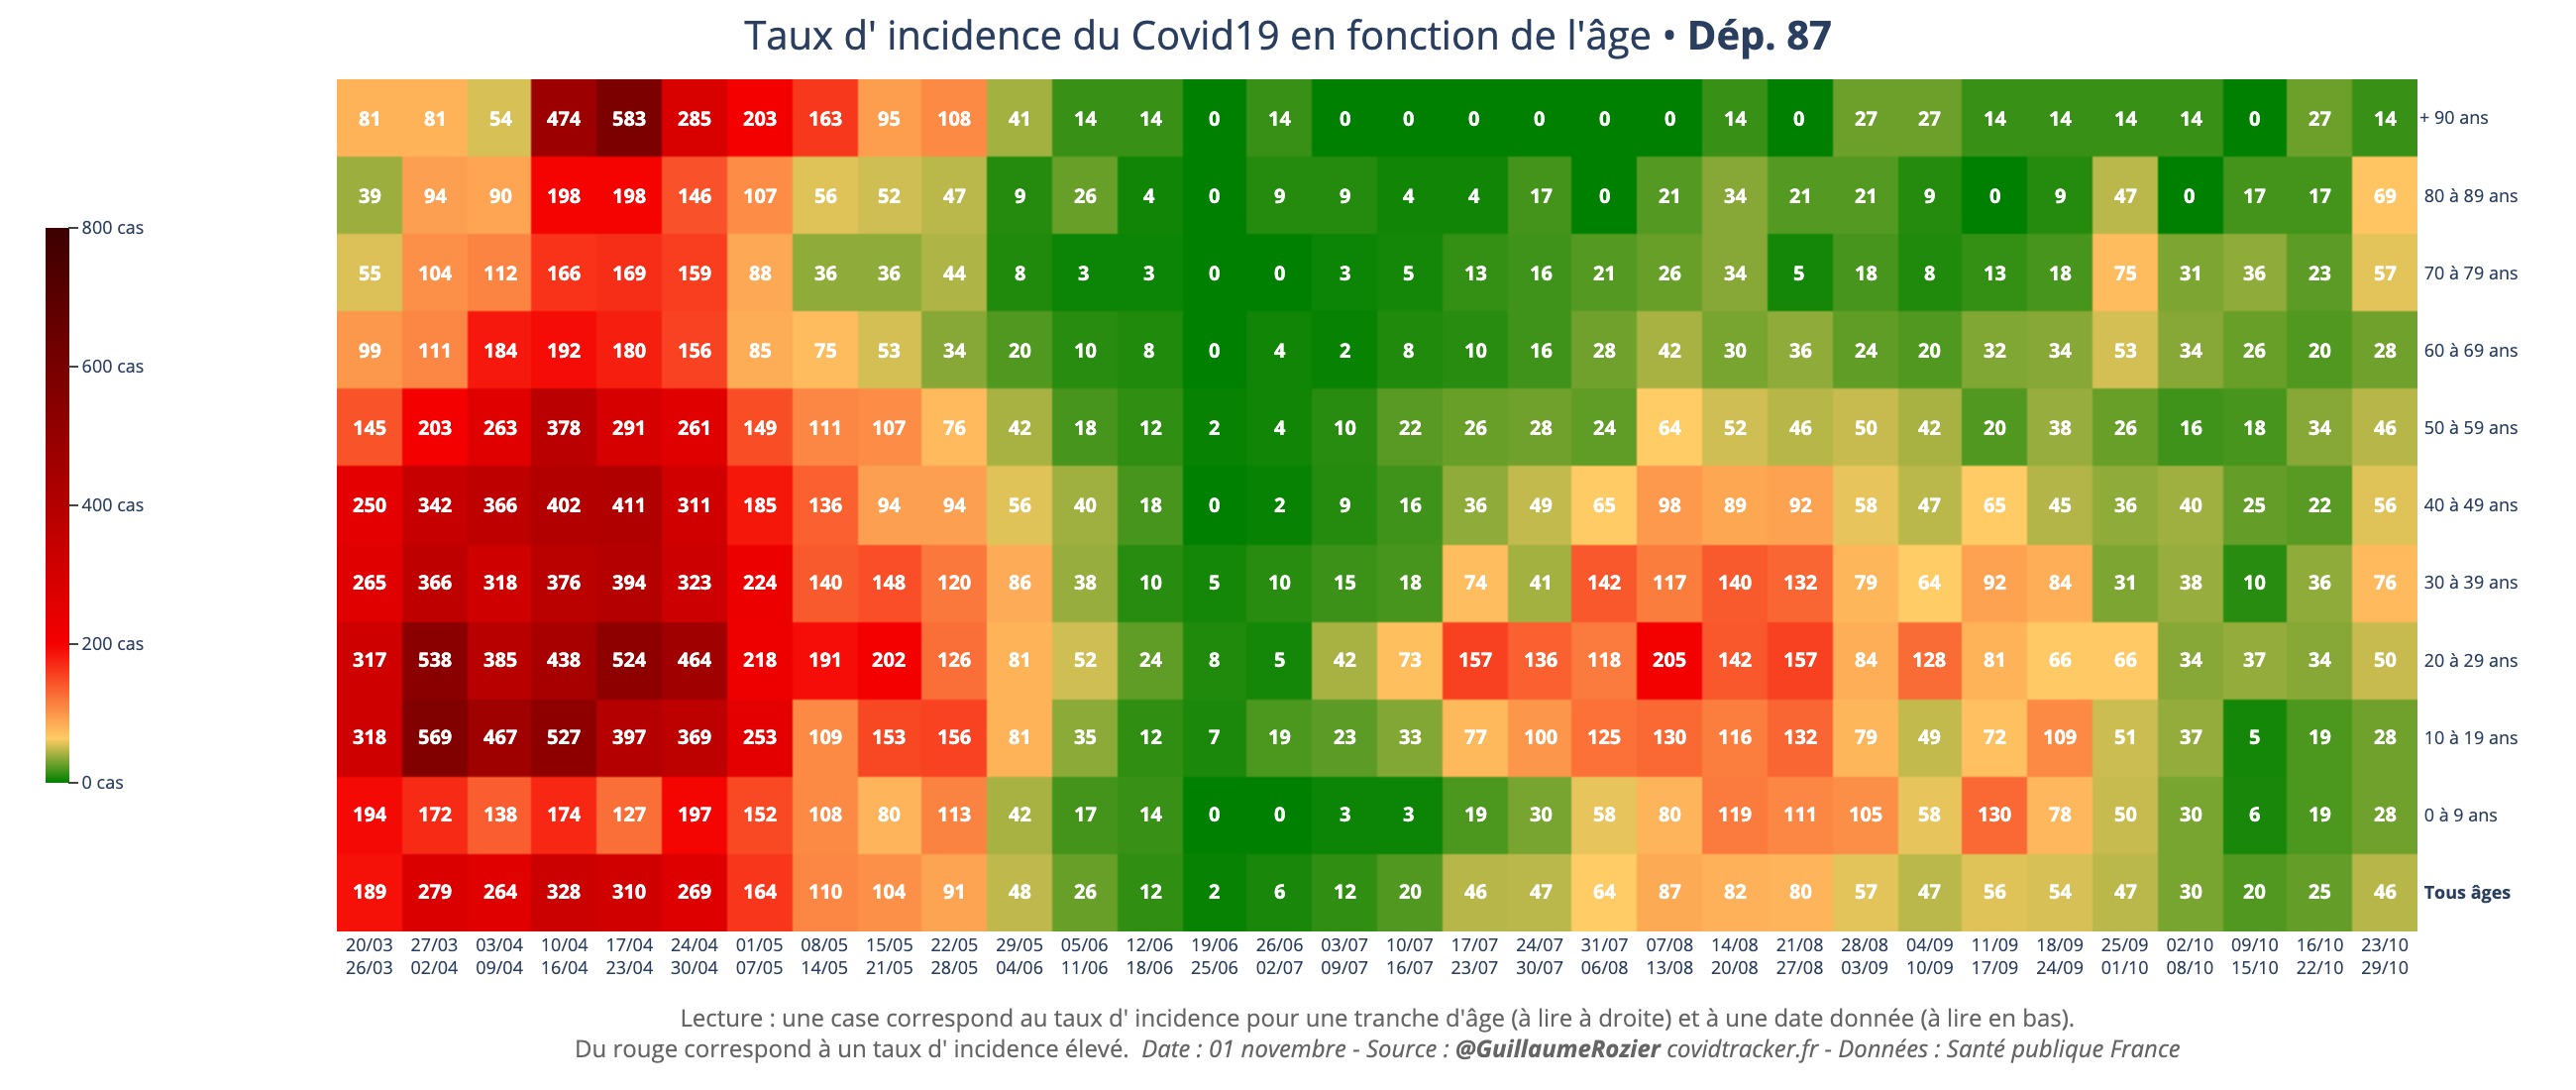 Taux d' incidence du Covid19 en fonction de l'âge • Dép. 87
81 81 54 474 583 285 203 163 95 108 41 14 14 0 14 0 0 0 0 0 0 14 0 27 27 14 14 14 14 0 27 14 + 90 ans
39 94 90 198 198 146 107 56 52 47 9 26 4 0 9 9 4 4 17 0 21 34 21 21 9 0 9 47 0 17 17 69 80 à 89 ans
800 cas
55 104 112 166 169 159 88 36 36 44 8 3 3 0 0 3 5 13 16 21 26 34 5 18 8 13 18 75 31 36 23 57 70 à 79 ans
99 111 184 192 180 156 85 75 53 34 20 10 8 0 4 2 8 10 16 28 42 30 36 24 20 32 34 53 34 26 20 28 60 à 69 ans
600 cas
145 203 263 378 291 261 149 111 107 76 42 18 12 2 4 10 22 26 28 24 64 52 46 50 42 20 38 26 16 18 34 46 50 à 59 ans
400 cas
250 342 366 402 411 311 185 136 94 94 56 40 18 0 2 9 16 36 49 65 98 89 92 58 47 65 45 36 40 25 22 56 40 à 49 ans
265 366 318 376 394 323 224 140 148 120 86 38 10 5 10 15 18 74 41 142 117 140 132 79 64 92 84 31 38 10 36 76 30 à 39 ans
200 cas
317 538 385 438 524 464 218 191 202 126 81 52 24 8 5 42 73 157 136 118 205 142 157 84 128 81 66 66 34 37 34 50 20 à 29 ans
318 569 467 527 397 369 253 109 153 156 81 35 12 7 19 23 33 77 100 125 130 116 132 79 49 72 109 51 37 5 19 28 10 à 19 ans
0 cas
194 172 138 174 127 197 152 108 80 113 42 17 14 0 0 3 3 19 30 58 80 119 111 105 58 130 78 50 30 6 19 28 0 à 9 ans
189 279 264 328 310 269 164 110 104 91 48 26 12 2 6 12 20 46 47 64 87 82 80 57 47 56 54 47 30 20 25 46 Tous âges
20/03 27/03 03/04 10/04 17/04 24/04 01/05 08/05 15/05 22/05 29/05 05/06 12/06 19/06 26/06 03/07 10/07 17/07 24/07 31/07 07/08 14/08 21/08 28/08 04/09 11/09 18/09 25/09 02/10 09/10 16/10 23/10
26/03 02/04 09/04 16/04 23/04 30/04 07/05 14/05 21/05 28/05 04/06 11/06 18/06 25/06 02/07 09/07 16/07 23/07 30/07 06/08 13/08 20/08 27/08 03/09 10/09 17/09 24/09 01/10 08/10 15/10 22/10 29/10
Lecture : une case correspond au taux d' incidence pour une tranche d'âge (à lire à droite) et à une date donnée (à lire en bas).
Du rouge correspond à un taux d' incidence élevé. Date : 01 novembre - Source : @GuillaumeRozier covidtracker.fr - Données : Santé publique France